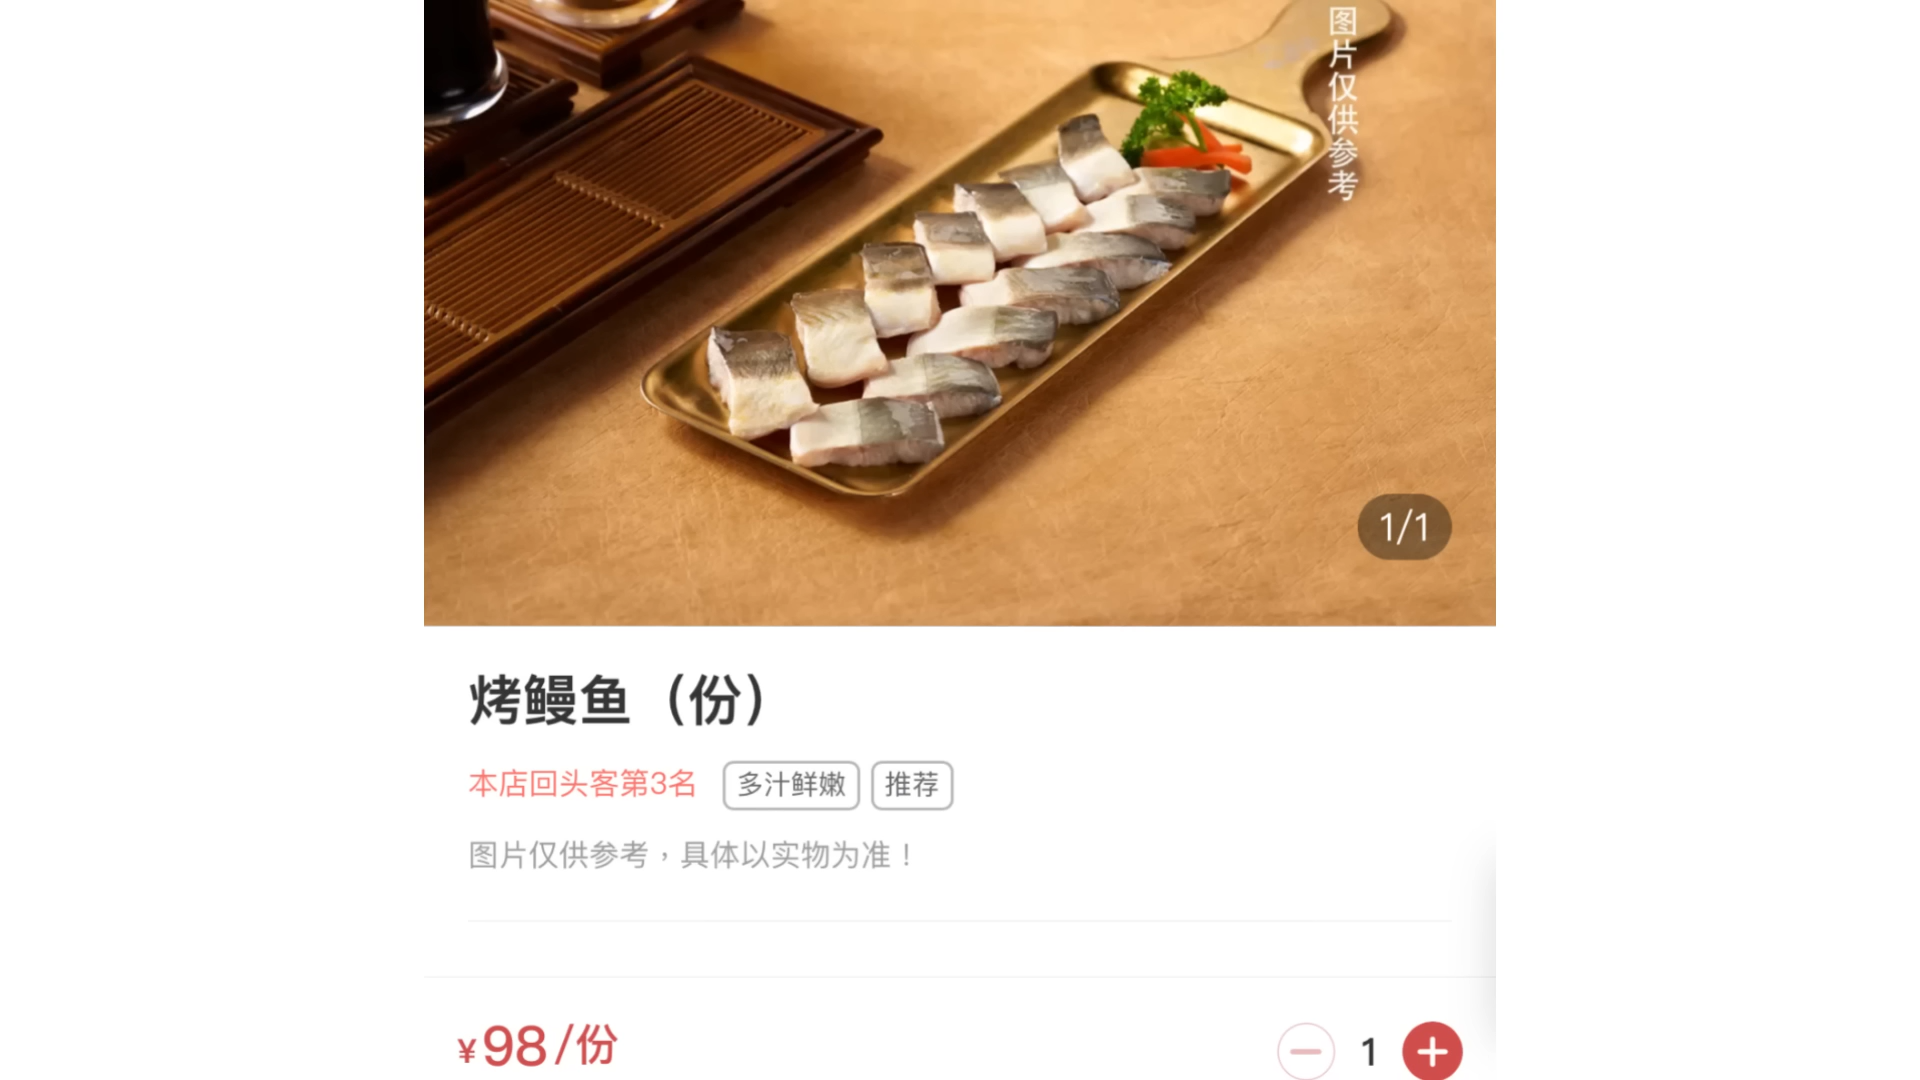 图片仅供参考
1/1
烤鳗鱼（份）
本店回头客第3名 多汁鲜嫩 推荐
图片仅供参考，具体以实物为准！
¥98/份
1